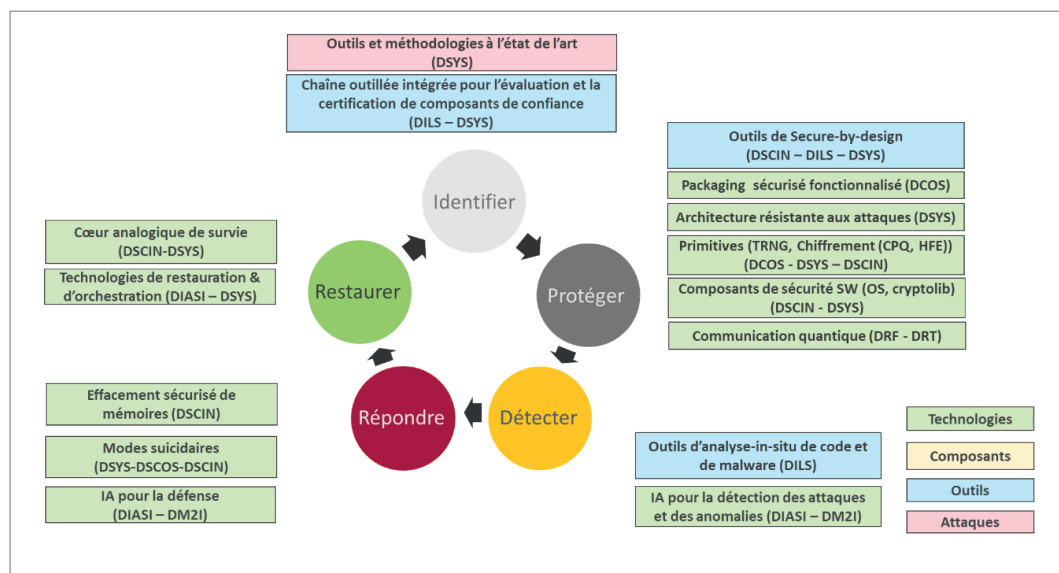 Outils et méthodologies à l'état de l'art
(DSYS)
Chaîne outillée intégrée pour l'évaluation et la
certification de composants de confiance
(DILS – DSYS)
Outils de Secure-by-design
(DSCIN – DILS – DSYS)
Packaging sécurisé fonctionnalisé (DCOS)
Architecture résistante aux attaques (DSYS)
Primitives (TRNG, Chiffrement (CPQ, HFE))
(DCOS - DSYS – DSCIN)
Composants de sécurité SW (OS, cryptolib)
(DSCIN - DSYS)
Communication quantique (DRF - DRT)
Identifier
Protéger
Détecter
Répondre
Restaurer
Cœur analogique de survie
(DSCIN-DSYS)
Technologies de restauration &
d'orchestration (DIASI – DSYS)
Effacement sécurisé de
mémoires (DSCIN)
Modes suicidaires
(DSYS-DSCOS-DSCIN)
IA pour la défense
(DIASI – DM2I)
Outils d'analyse-in-situ de code et
de malware (DILS)
IA pour la détection des attaques
et des anomalies (DIASI – DM2I)
Technologies
Composants
Outils
Attaques